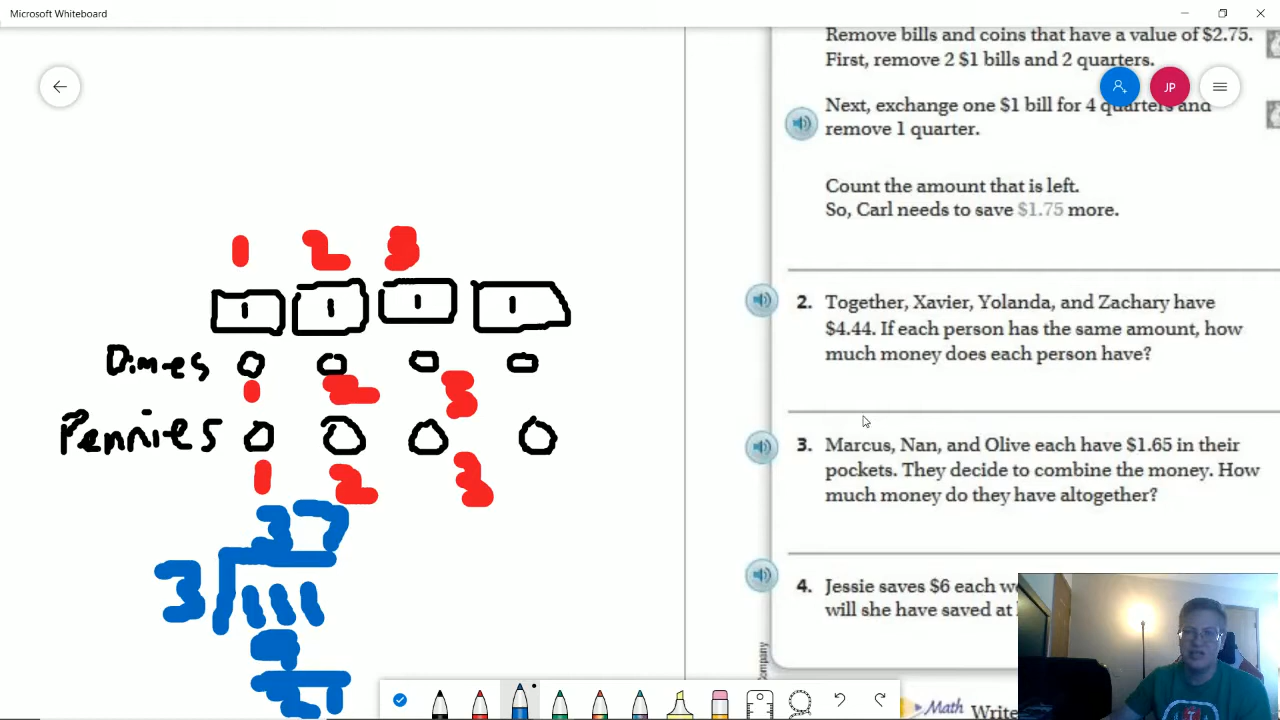 Microsoft Whiteboard
Remove bills and coins that have a value of $2.75.
First, remove 2 $1 bills and 2 quarters.
JP
Next, exchange one $1 bill for 4 quarters and
remove 1 quarter.
Count the amount that is left.
So, Carl needs to save $1.75 more.
1 2 3
1 1 1 1
Dimes
1 2 3
Pennies
1 2 3
37
3 111
9
21
2. Together, Xavier, Yolanda, and Zachary have
$4.44. If each person has the same amount, how
much money does each person have?
3. Marcus, Nan, and Olive each have $1.65 in their
pockets. They decide to combine the money. How
much money do they have altogether?
4. Jessie saves $6 each
will she have saved at
Math Write